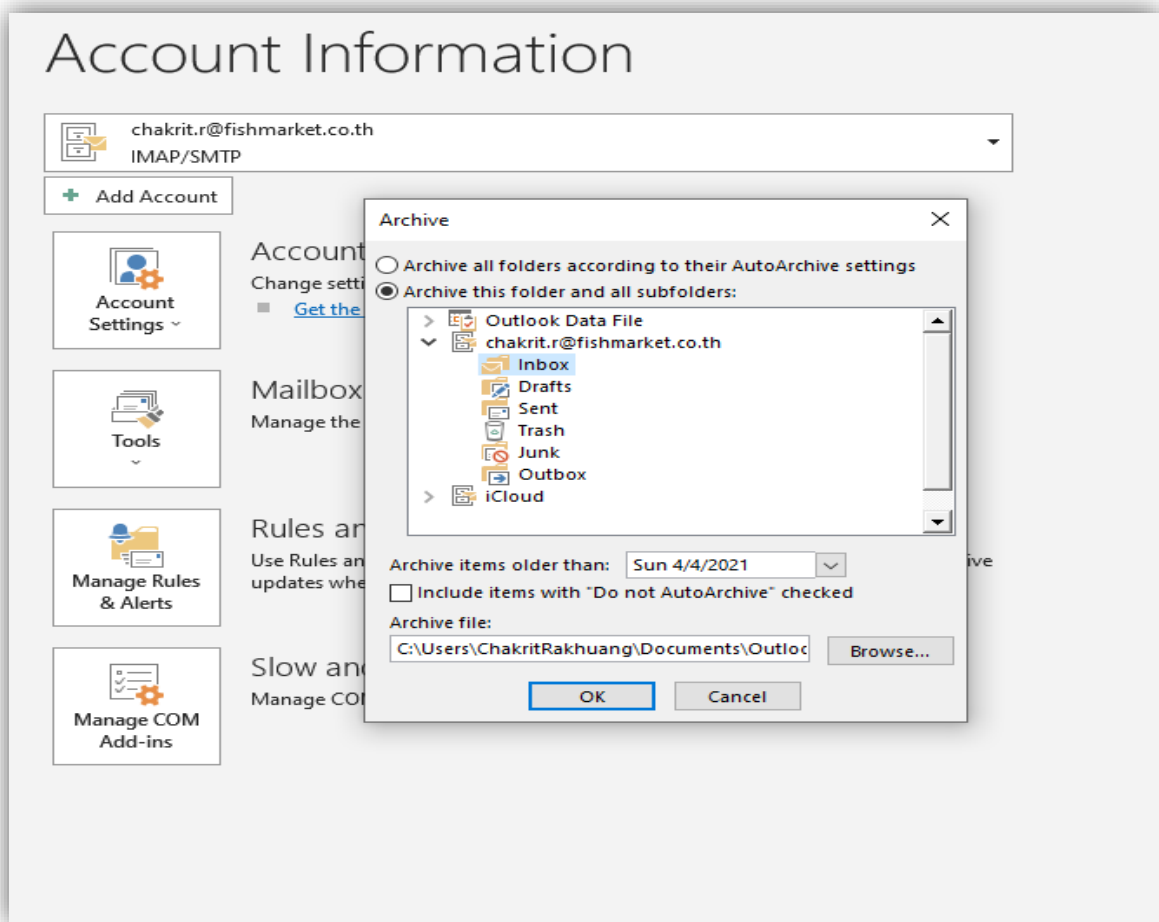 Account Information
chakrit.r@fishmarket.co.th
IMAP/SMTP
Add Account
Account
Settings
Account
Change setti
Get the
Tools
Mailbox
Manage the
Manage Rules
& Alerts
Rules an
Use Rules an
ive
updates whe
Manage COM
Add-ins
Slow and
Manage COM
Archive
Archive all folders according to their AutoArchive settings
Archive this folder and all subfolders:
Outlook Data File
chakrit.r@fishmarket.co.th
Inbox
Drafts
Sent
Trash
Junk
Outbox
iCloud
Archive items older than: Sun 4/4/2021
Include items with "Do not AutoArchive" checked
Archive file:
C:\Users\ChakritRakhuang\Documents\Outloc
Browse...
OK
Cancel